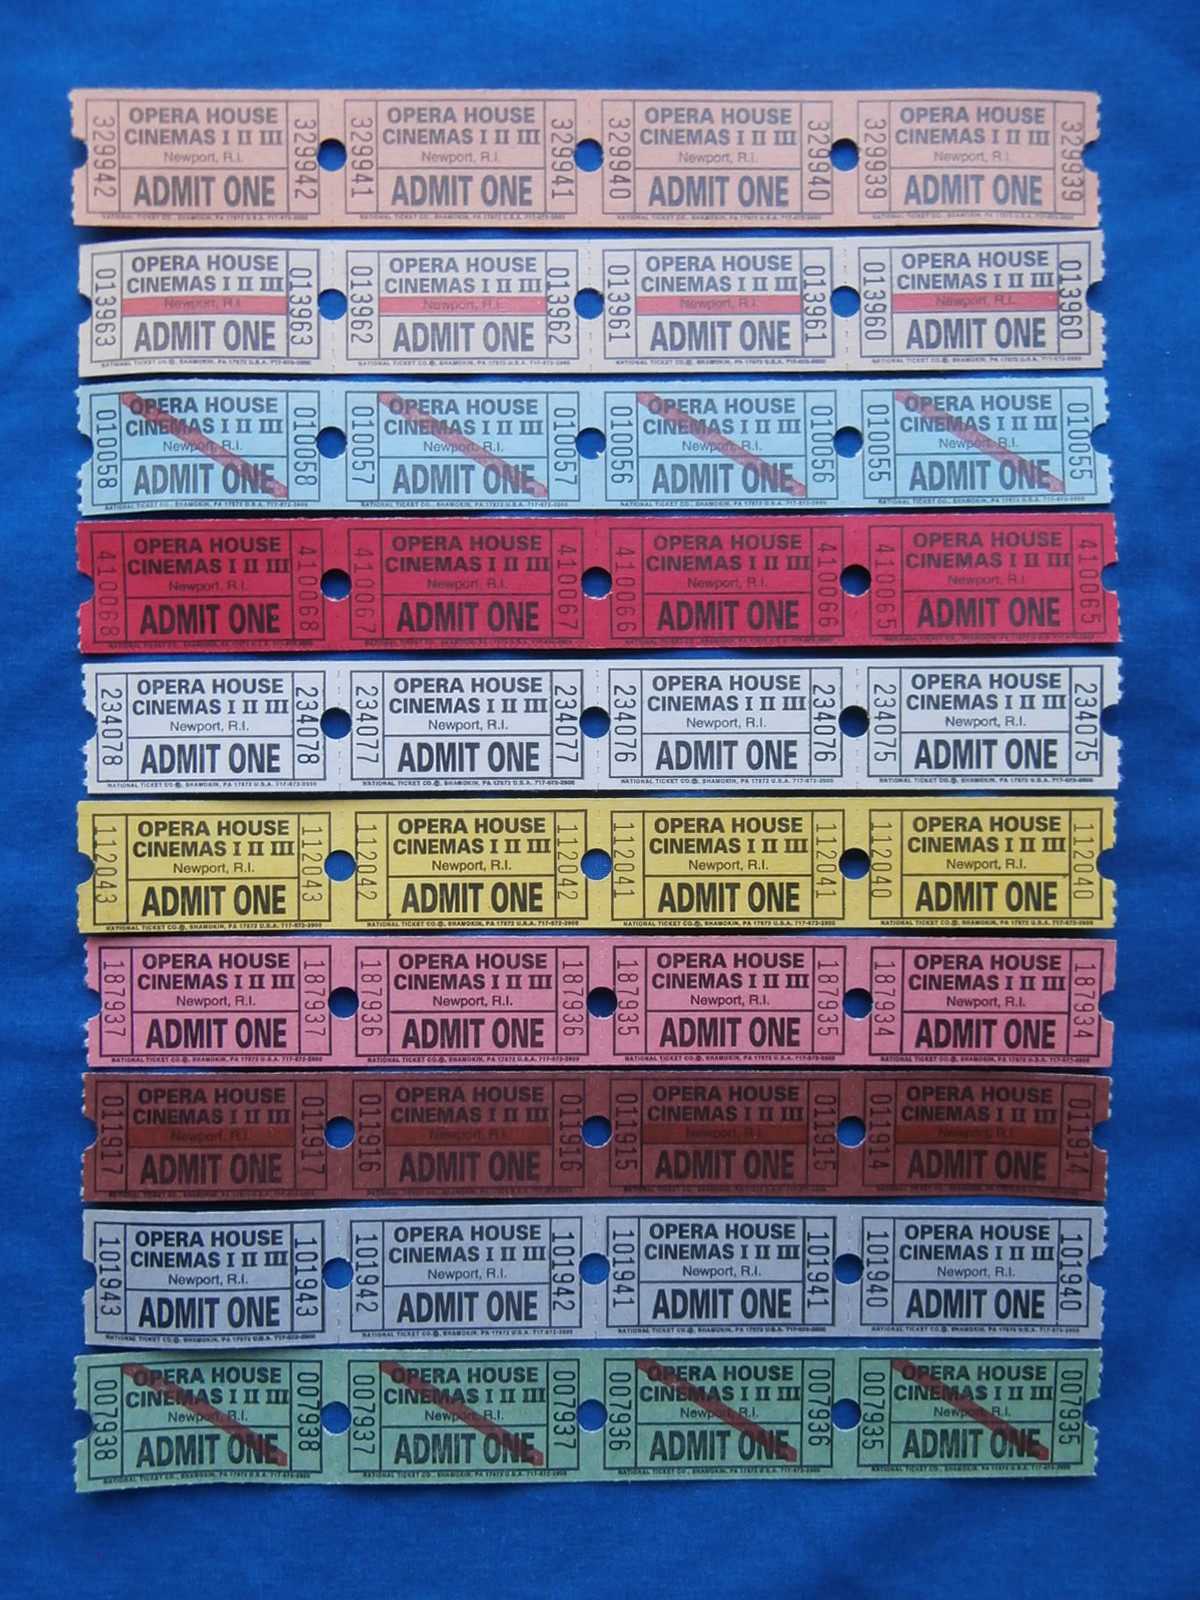 OPERA HOUSE OPERA HOUSE OPERA HOUSE OPERA HOUSE
CINEMAS I II III CINEMAS I II III CINEMAS I II III CINEMAS I II III
329942 Newport, R.I. 329942 329941 Newport, R.I. 329941 329940 Newport, R.I. 329940 329939 Newport, R.I. 329939
ADMIT ONE ADMIT ONE ADMIT ONE ADMIT ONE
OPERA HOUSE OPERA HOUSE OPERA HOUSE OPERA HOUSE
CINEMAS I II III CINEMAS I II III CINEMAS I II III CINEMAS I II III
013963 Newport, R.I. 013963 013962 Newport, R.I. 013962 013961 Newport, R.I. 013961 013960 Newport, R.I. 013960
ADMIT ONE ADMIT ONE ADMIT ONE ADMIT ONE
OPERA HOUSE OPERA HOUSE OPERA HOUSE OPERA HOUSE
CINEMAS I II III CINEMAS I II III CINEMAS I II III CINEMAS I II III
010058 Newport, R.I. 010058 010057 Newport, R.I. 010057 010056 Newport, R.I. 010056 010055 Newport, R.I. 010055
ADMIT ONE ADMIT ONE ADMIT ONE ADMIT ONE
OPERA HOUSE OPERA HOUSE OPERA HOUSE OPERA HOUSE
CINEMAS I II III CINEMAS I II III CINEMAS I II III CINEMAS I II III
410068 Newport, R.I. 410068 410067 Newport, R.I. 410067 410066 Newport, R.I. 410066 410065 Newport, R.I. 410065
ADMIT ONE ADMIT ONE ADMIT ONE ADMIT ONE
OPERA HOUSE OPERA HOUSE OPERA HOUSE OPERA HOUSE
CINEMAS I II III CINEMAS I II III CINEMAS I II III CINEMAS I II III
234078 Newport, R.I. 234078 234077 Newport, R.I. 234077 234076 Newport, R.I. 234076 234075 Newport, R.I. 234075
ADMIT ONE ADMIT ONE ADMIT ONE ADMIT ONE
OPERA HOUSE OPERA HOUSE OPERA HOUSE OPERA HOUSE
CINEMAS I II III CINEMAS I II III CINEMAS I II III CINEMAS I II III
112043 Newport, R.I. 112043 112042 Newport, R.I. 112042 112041 Newport, R.I. 112041 112040 Newport, R.I. 112040
ADMIT ONE ADMIT ONE ADMIT ONE ADMIT ONE
OPERA HOUSE OPERA HOUSE OPERA HOUSE OPERA HOUSE
CINEMAS I II III CINEMAS I II III CINEMAS I II III CINEMAS I II III
187937 Newport, R.I. 187937 187936 Newport, R.I. 187936 187935 Newport, R.I. 187935 187934 Newport, R.I. 187934
ADMIT ONE ADMIT ONE ADMIT ONE ADMIT ONE
OPERA HOUSE OPERA HOUSE OPERA HOUSE OPERA HOUSE
CINEMAS I II III CINEMAS I II III CINEMAS I II III CINEMAS I II III
011917 Newport, R.I. 011917 011916 Newport, R.I. 011916 011915 Newport, R.I. 011915 011914 Newport, R.I. 011914
ADMIT ONE ADMIT ONE ADMIT ONE ADMIT ONE
OPERA HOUSE OPERA HOUSE OPERA HOUSE OPERA HOUSE
CINEMAS I II III CINEMAS I II III CINEMAS I II III CINEMAS I II III
101943 Newport, R.I. 101943 101942 Newport, R.I. 101942 101941 Newport, R.I. 101941 101940 Newport, R.I. 101940
ADMIT ONE ADMIT ONE ADMIT ONE ADMIT ONE
OPERA HOUSE OPERA HOUSE OPERA HOUSE OPERA HOUSE
CINEMAS I II III CINEMAS I II III CINEMAS I II III CINEMAS I II III
007938 Newport, R.I. 007938 007937 Newport, R.I. 007937 007936 Newport, R.I. 007936 007935 Newport, R.I. 007935
ADMIT ONE ADMIT ONE ADMIT ONE ADMIT ONE